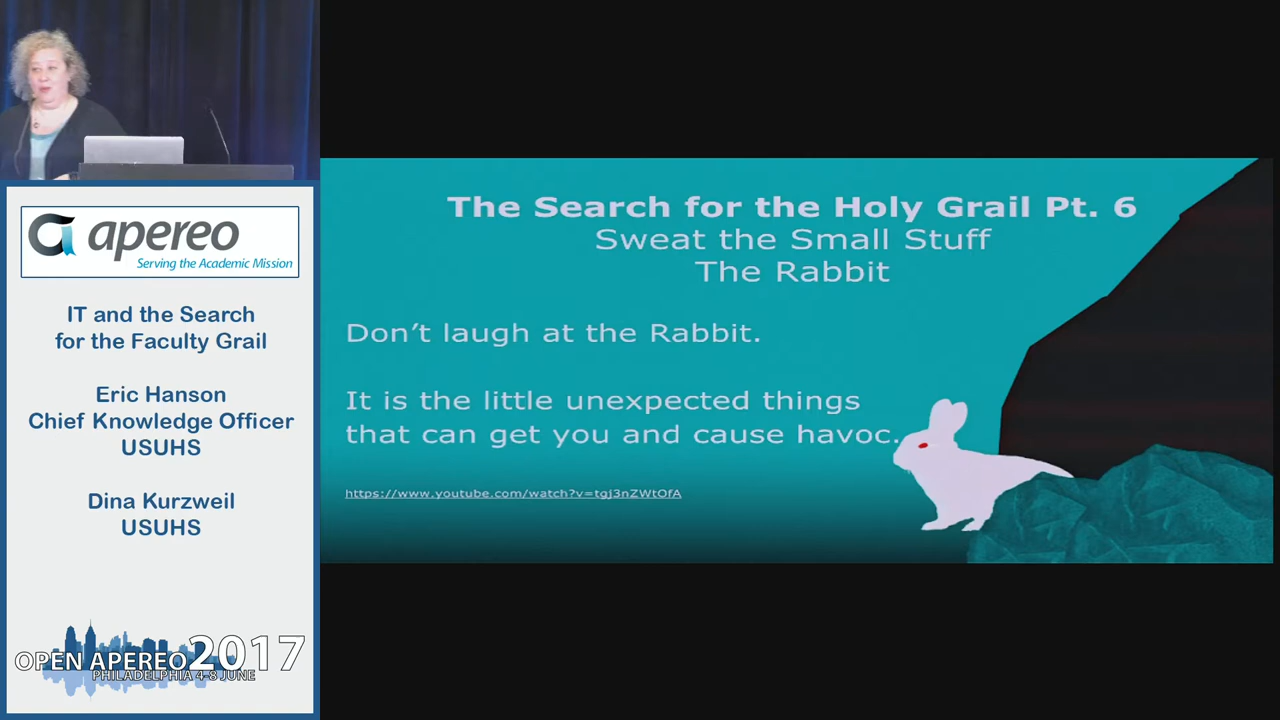 apereo
Serving the Academic Mission
IT and the Search
for the Faculty Grail
Eric Hanson
Chief Knowledge Officer
USUHS
Dina Kurzweil
USUHS
OPEN APEREO 2017
PHILADELPHIA 4-8 JUNE
The Search for the Holy Grail Pt. 6
Sweat the Small Stuff
The Rabbit
Don’t laugh at the Rabbit.
It is the little unexpected things
that can get you and cause havoc.
https://www.youtube.com/watch?v=tgj3nZWtOfA